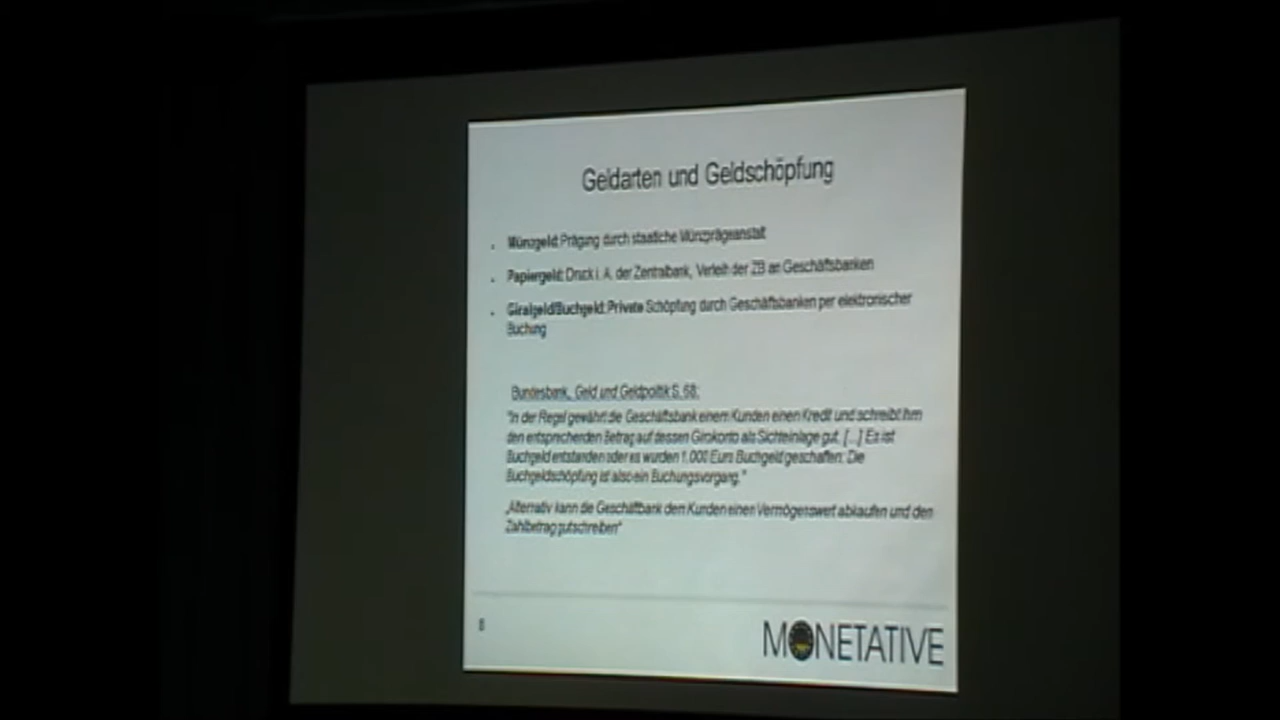 Geldarten und Geldschöpfung
Münzgeld: Prägung durch staatliche Münzprägeanstalt
Papiergeld: Druck i. A. der Zentralbank, Verleih der ZB an Geschäftsbanken
Giralgeld/Buchgeld: Private Schöpfung durch Geschäftsbanken per elektronischer
Buchung
Bundesbank, Geld und Geldpolitik S. 68:
"In der Regel gewährt die Geschäftsbank einem Kunden einen Kredit und schreibt ihm
den entsprechenden Betrag auf dessen Girokonto als Sichteinlage gut. [...] Es ist
Buchgeld entstanden oder es wurden 1.000 Euro Buchgeld geschaffen. Die
Buchgeldschöpfung ist also ein Buchungsvorgang."
„Alternativ kann die Geschäftbank dem Kunden einen Vermögenswert abkaufen und den
Zahlbetrag gutschreiben"
MONETATIVE